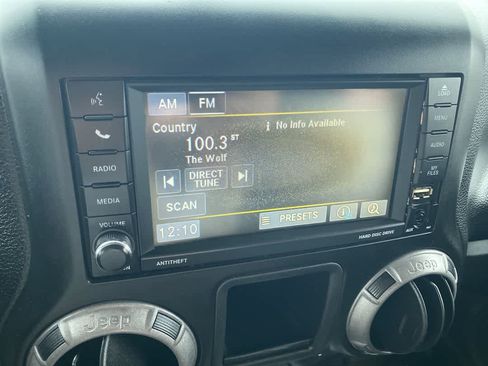 AM FM
Country
i No Info Available
100.3 ST
The Wolf
DIRECT
TUNE
SCAN
PRESETS
12:10
RADIO
MEDIA
VOLUME
ANTITHEFT
HARD DISC DRIVE
LOAD
MENU
AUDIO
MY
FILES
AUX
Jeep
Jeep